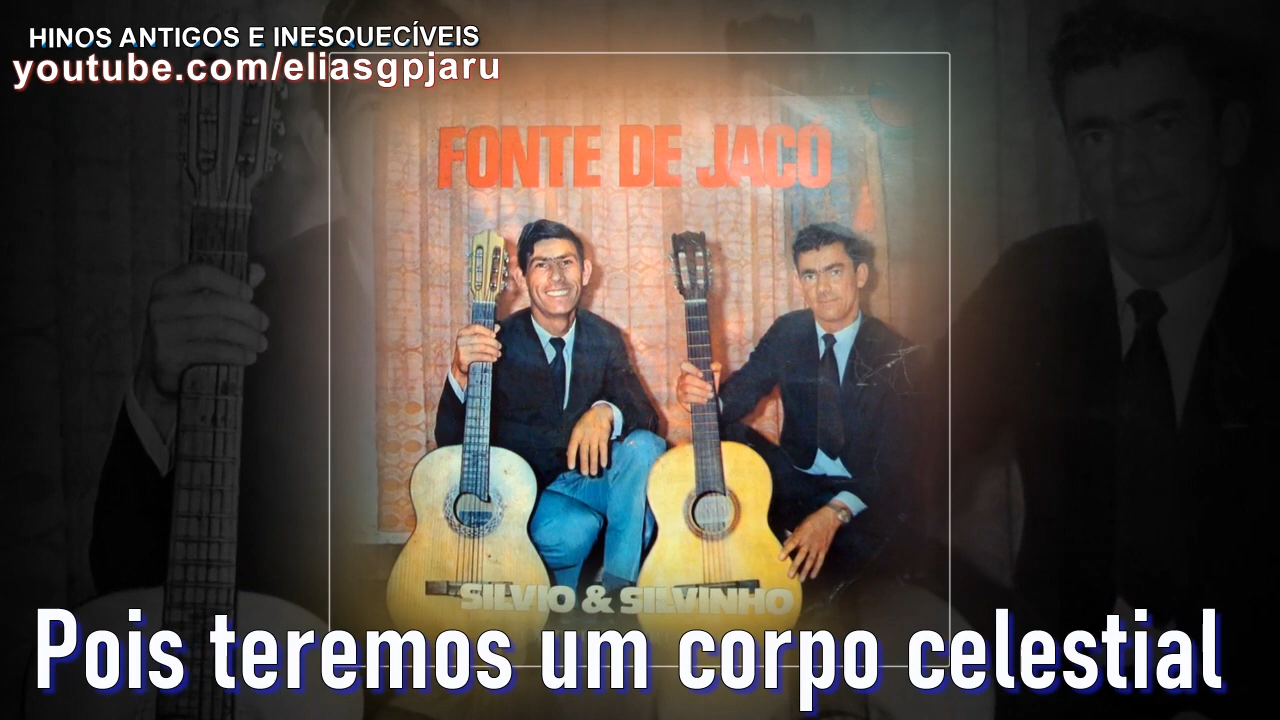 HINOS ANTIGOS E INESQUECÍVEIS
youtube.com/eliasgpjaru
FONTE DE JACÓ
SILVIO & SILVINHO
Pois teremos um corpo celestial